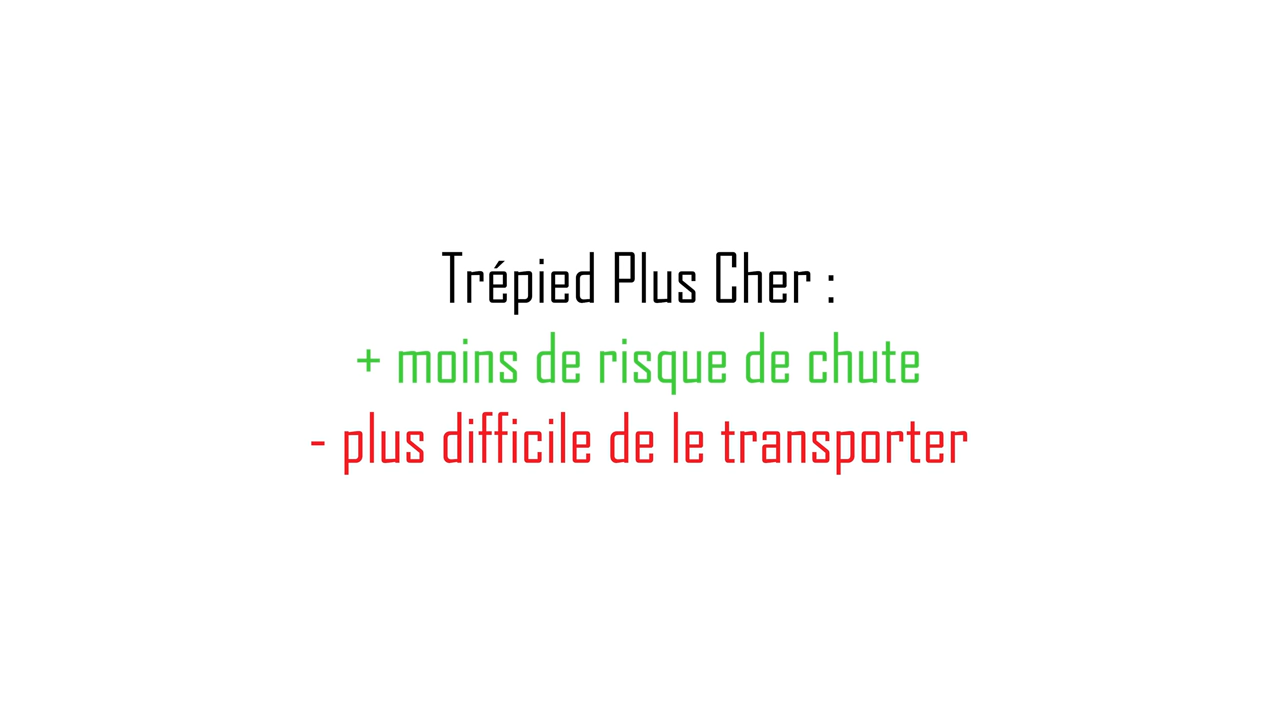 Trépied Plus Cher :
+ moins de risque de chute
- plus difficile de le transporter